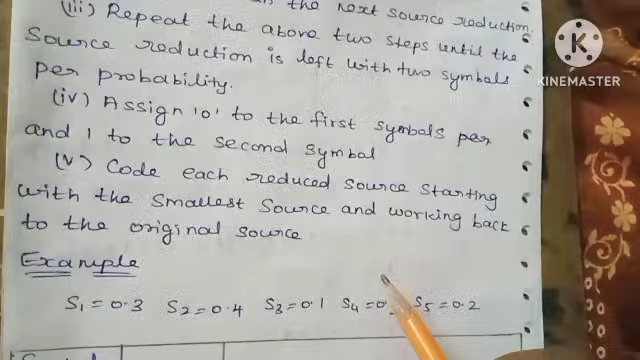 (iii) Repeat the above two steps until the
the next source reduction.
source reduction is left with two symbols
per probability.
(iv) Assign '0' to the first symbols per
and 1 to the second symbol
(v) Code each reduced source starting
with the smallest source and working back
to the original source
Example
S1 = 0.3 S2 = 0.4 S3 = 0.1 S4 = 0. S5 = 0.2
KINEMASTER